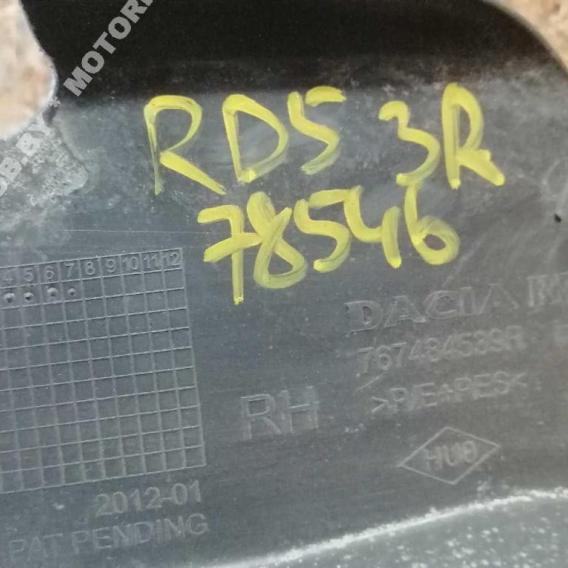 MOTOR
RD5 3R
78546
4 5 6 7 8 9 10 11 12
DACIA
767484539R
RH
>P/E+PES<
HUO
2012-01
PAT PENDING